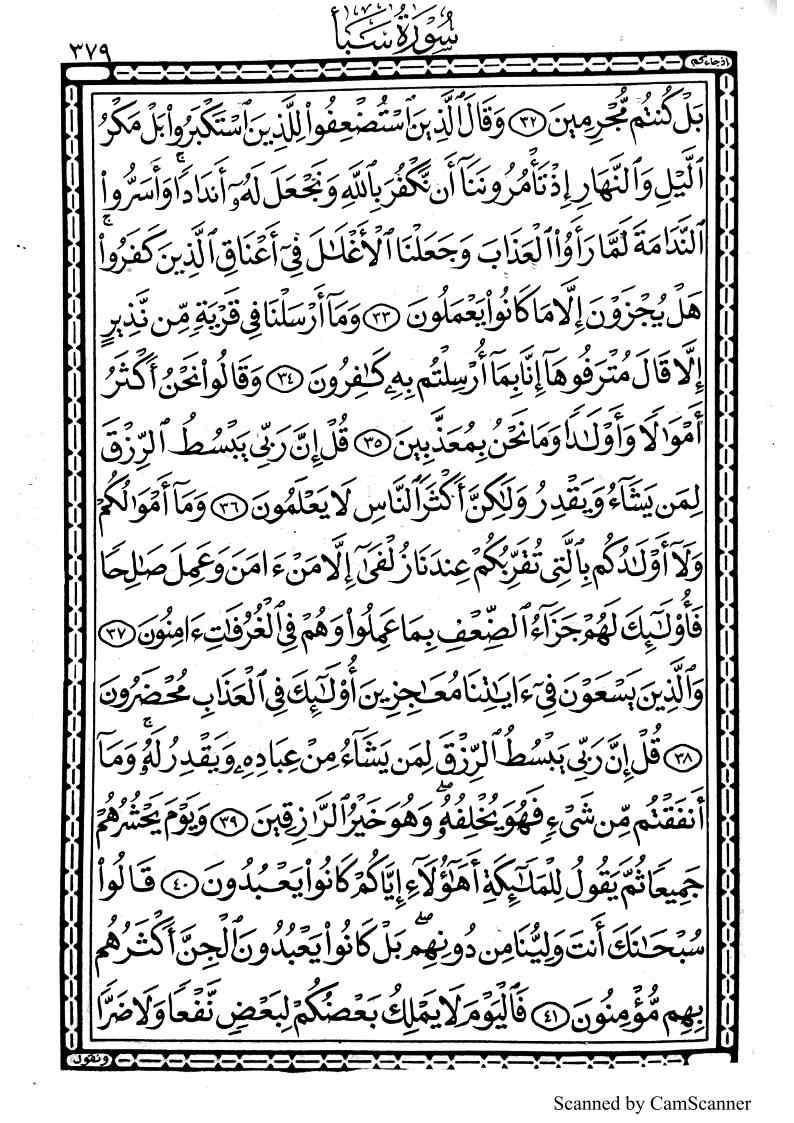 سُورَةُ سَبَأ
٣٧٩
إذجاءكم
بَلْ كُنتُم مُّجْرِمِينَ ٣٢ وَقَالَ ٱلَّذِينَ ٱسْتُضْعِفُوا۟ لِلَّذِينَ ٱسْتَكْبَرُوا۟ بَلْ مَكْرُ
ٱلَّيْلِ وَٱلنَّهَارِ إِذْ تَأْمُرُونَنَآ أَن نَّكْفُرَ بِٱللَّهِ وَنَجْعَلَ لَهُۥٓ أَندَادًا ۚ وَأَسَرُّوا۟
ٱلنَّدَامَةَ لَمَّا رَأَوُا۟ ٱلْعَذَابَ وَجَعَلْنَا ٱلْأَغْلَـٰلَ فِىٓ أَعْنَاقِ ٱلَّذِينَ كَفَرُوا۟ ۚ
هَلْ يُجْزَوْنَ إِلَّا مَا كَانُوا۟ يَعْمَلُونَ ٣٣ وَمَآ أَرْسَلْنَا فِى قَرْيَةٍ مِّن نَّذِيرٍ
إِلَّا قَالَ مُتْرَفُوهَآ إِنَّا بِمَآ أُرْسِلْتُم بِهِۦ كَـٰفِرُونَ ٣٤ وَقَالُوا۟ نَحْنُ أَكْثَرُ
أَمْوَٰلًا وَأَوْلَـٰدًا وَمَا نَحْنُ بِمُعَذَّبِينَ ٣٥ قُلْ إِنَّ رَبِّى يَبْسُطُ ٱلرِّزْقَ
لِمَن يَشَآءُ وَيَقْدِرُ وَلَـٰكِنَّ أَكْثَرَ ٱلنَّاسِ لَا يَعْلَمُونَ ٣٦ وَمَآ أَمْوَٰلُكُمْ
وَلَآ أَوْلَـٰدُكُم بِٱلَّتِى تُقَرِّبُكُمْ عِندَنَا زُلْفَىٰٓ إِلَّا مَنْ ءَامَنَ وَعَمِلَ صَـٰلِحًا
فَأُو۟لَـٰٓئِكَ لَهُمْ جَزَآءُ ٱلضِّعْفِ بِمَا عَمِلُوا۟ وَهُمْ فِى ٱلْغُرُفَـٰتِ ءَامِنُونَ ٣٧
وَٱلَّذِينَ يَسْعَوْنَ فِىٓ ءَايَـٰتِنَا مُعَـٰجِزِينَ أُو۟لَـٰٓئِكَ فِى ٱلْعَذَابِ مُحْضَرُونَ
٣٨ قُلْ إِنَّ رَبِّى يَبْسُطُ ٱلرِّزْقَ لِمَن يَشَآءُ مِنْ عِبَادِهِۦ وَيَقْدِرُ لَهُۥ ۚ وَمَآ
أَنفَقْتُم مِّن شَىْءٍ فَهُوَ يُخْلِفُهُۥ ۖ وَهُوَ خَيْرُ ٱلرَّٰزِقِينَ ٣٩ وَيَوْمَ يَحْشُرُهُمْ
جَمِيعًا ثُمَّ يَقُولُ لِلْمَلَـٰٓئِكَةِ أَهَـٰٓؤُلَآءِ إِيَّاكُمْ كَانُوا۟ يَعْبُدُونَ ٤٠ قَالُوا۟
سُبْحَـٰنَكَ أَنتَ وَلِيُّنَا مِن دُونِهِم ۖ بَلْ كَانُوا۟ يَعْبُدُونَ ٱلْجِنَّ ۖ أَكْثَرُهُم
بِهِم مُّؤْمِنُونَ ٤١ فَٱلْيَوْمَ لَا يَمْلِكُ بَعْضُكُمْ لِبَعْضٍ نَّفْعًا وَلَا ضَرًّا
ونقول
Scanned by CamScanner